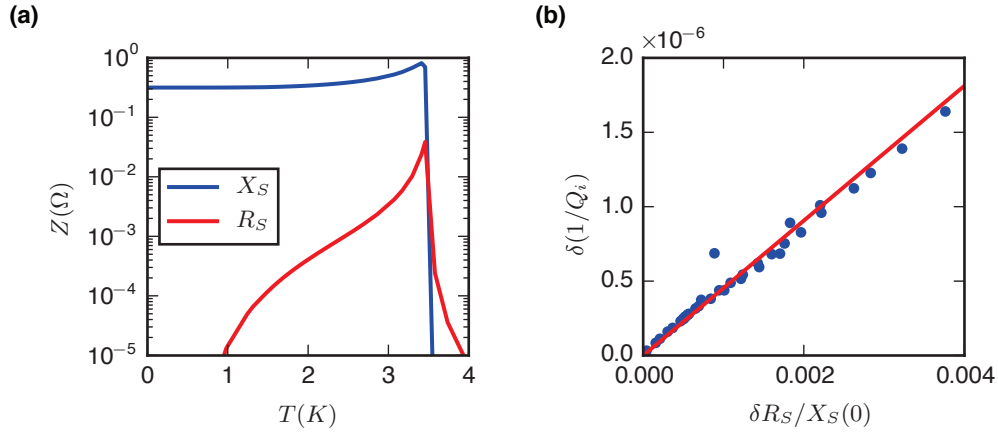 (a)
10^0
10^-1
10^-2
10^-3
10^-4
10^-5
Z(Ω)
X_S
R_S
0 1 2 3 4
T(K)
(b)
×10^-6
2.0
1.5
1.0
0.5
0.0
δ(1/Q_i)
0.000 0.002 0.004
δR_S/X_S(0)